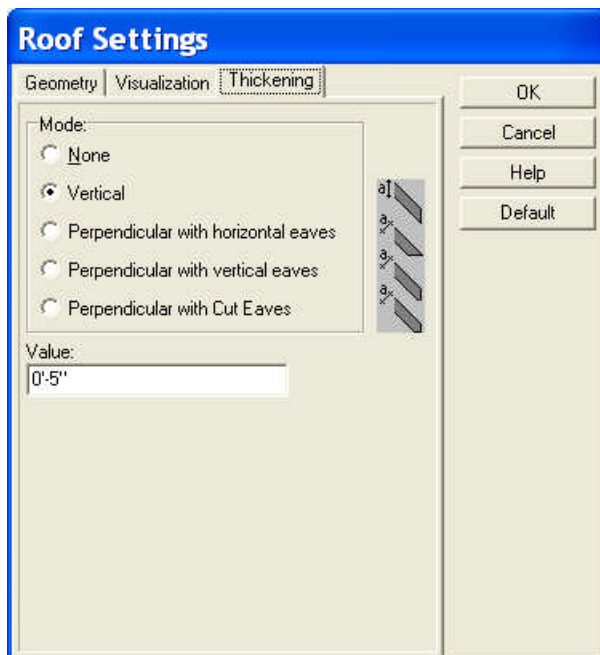 Roof Settings
Geometry Visualization Thickening
OK
Cancel
Help
Default
Mode:
None
Vertical
Perpendicular with horizontal eaves
Perpendicular with vertical eaves
Perpendicular with Cut Eaves
a
a
a
a
Value:
0'-5"